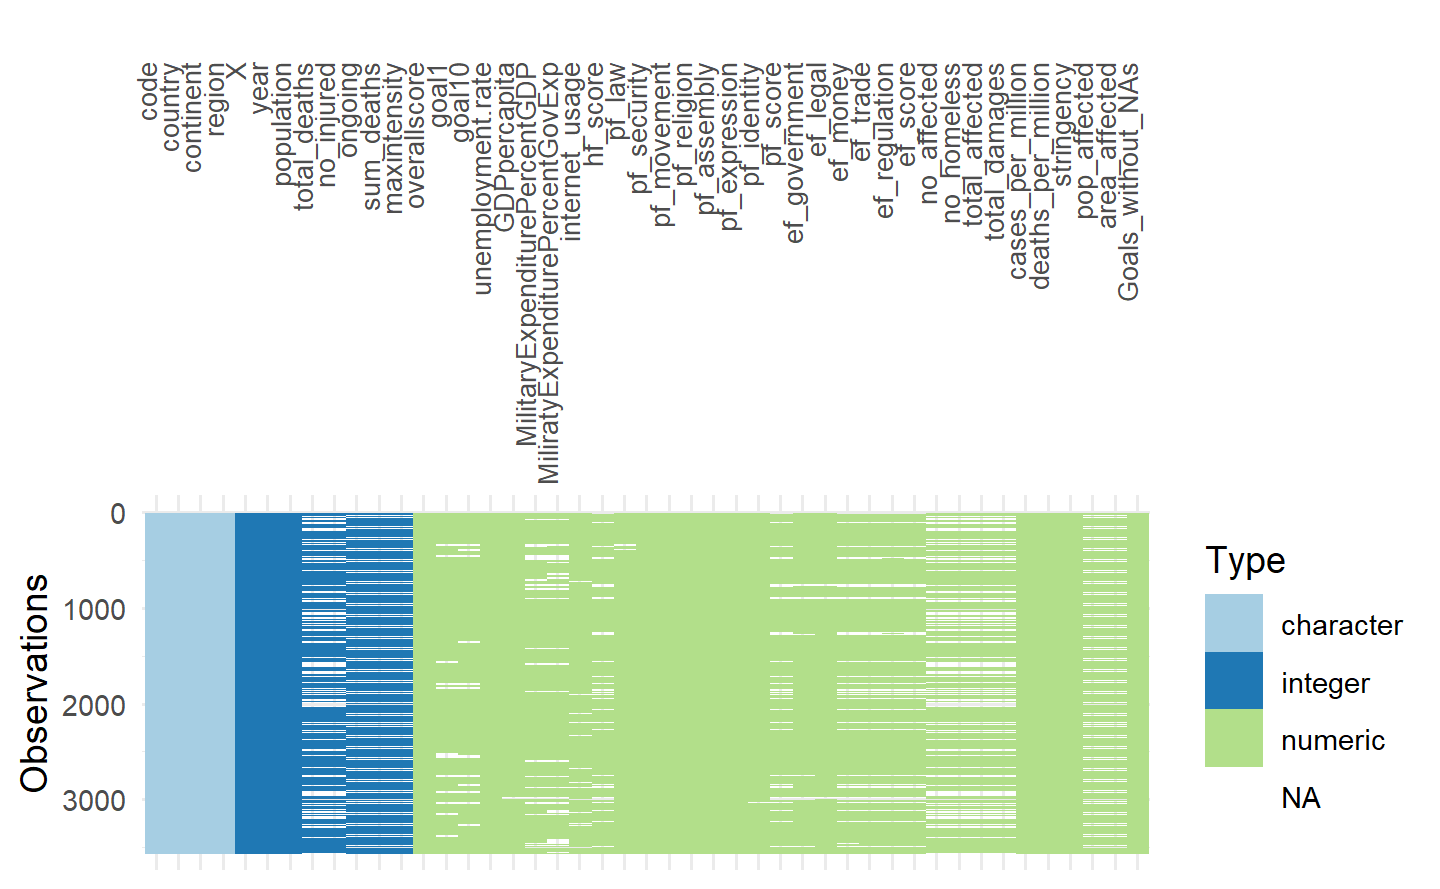 code
country
continent
region
X
year
population
total_deaths
no_injured
ongoing
sum_deaths
maxintensity
overallscore
goal1
goal10
unemployment.rate
GDPpercapita
MilitaryExpenditurePercentGDP
MiliratyExpenditurePercentGovExp
internet_usage
hf_score
pf_law
pf_security
pf_movement
pf_religion
pf_assembly
pf_expression
pf_identity
pf_score
ef_government
ef_legal
ef_money
ef_trade
ef_regulation
ef_score
no_affected
no_homeless
total_affected
total_damages
cases_per_million
deaths_per_million
stringency
pop_affected
area_affected
Goals_without_NAs
0
1000
2000
3000
Observations
Type
character
integer
numeric
NA